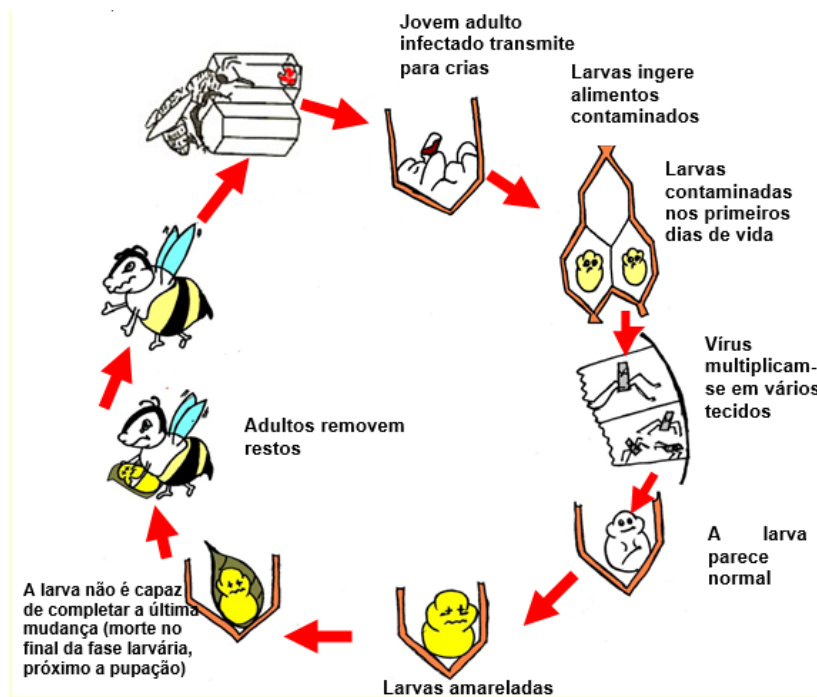 Jovem adulto
infectado transmite
para crias
Larvas ingere
alimentos
contaminados
Larvas
contaminadas
nos primeiros
dias de vida
Vírus
multiplicam-
se em vários
tecidos
A larva
parece
normal
Larvas amareladas
A larva não é capaz
de completar a última
mudança (morte no
final da fase larvária,
próximo a pupação)
Adultos removem
restos